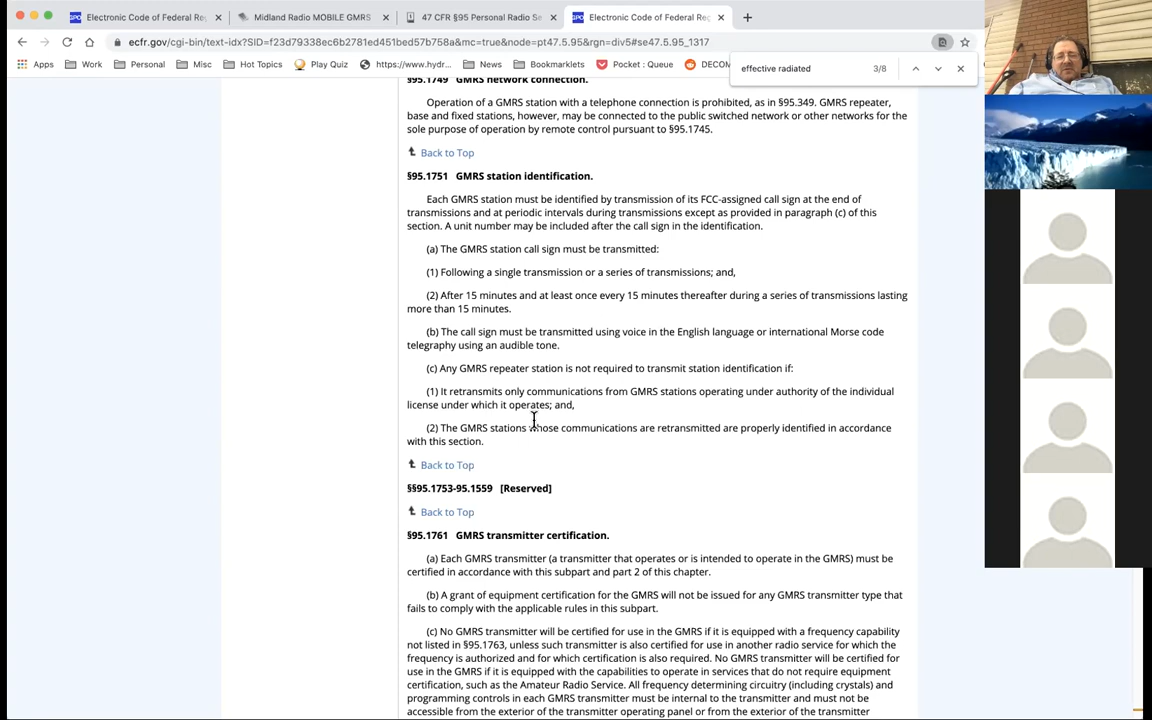 Electronic Code of Federal Reg
Midland Radio MOBILE GMRS
47 CFR §95 Personal Radio Se
Electronic Code of Federal Reg
ecfr.gov/cgi-bin/text-idx?SID=f23d79338ec6b2781ed451bed57b758a&mc=true&node=pt47.5.95&rgn=div5#se47.5.95_1317
Apps Work Personal Misc Hot Topics Play Quiz https://www.hydr... News Bookmarklets Pocket : Queue DECOM
effective radiated 3/8
§95.1749 GMRS network connection.
Operation of a GMRS station with a telephone connection is prohibited, as in §95.349. GMRS repeater,
base and fixed stations, however, may be connected to the public switched network or other networks for the
sole purpose of operation by remote control pursuant to §95.1745.
Back to Top
§95.1751 GMRS station identification.
Each GMRS station must be identified by transmission of its FCC-assigned call sign at the end of
transmissions and at periodic intervals during transmissions except as provided in paragraph (c) of this
section. A unit number may be included after the call sign in the identification.
(a) The GMRS station call sign must be transmitted:
(1) Following a single transmission or a series of transmissions; and,
(2) After 15 minutes and at least once every 15 minutes thereafter during a series of transmissions lasting
more than 15 minutes.
(b) The call sign must be transmitted using voice in the English language or international Morse code
telegraphy using an audible tone.
(c) Any GMRS repeater station is not required to transmit station identification if:
(1) It retransmits only communications from GMRS stations operating under authority of the individual
license under which it operates; and,
(2) The GMRS stations whose communications are retransmitted are properly identified in accordance
with this section.
Back to Top
§§95.1753-95.1559 [Reserved]
Back to Top
§95.1761 GMRS transmitter certification.
(a) Each GMRS transmitter (a transmitter that operates or is intended to operate in the GMRS) must be
certified in accordance with this subpart and part 2 of this chapter.
(b) A grant of equipment certification for the GMRS will not be issued for any GMRS transmitter type that
fails to comply with the applicable rules in this subpart.
(c) No GMRS transmitter will be certified for use in the GMRS if it is equipped with a frequency capability
not listed in §95.1763, unless such transmitter is also certified for use in another radio service for which the
frequency is authorized and for which certification is also required. No GMRS transmitter will be certified for
use in the GMRS if it is equipped with the capabilities to operate in services that do not require equipment
certification, such as the Amateur Radio Service. All frequency determining circuitry (including crystals) and
programming controls in each GMRS transmitter must be internal to the transmitter and must not be
accessible from the exterior of the transmitter operating panel or from the exterior of the transmitter